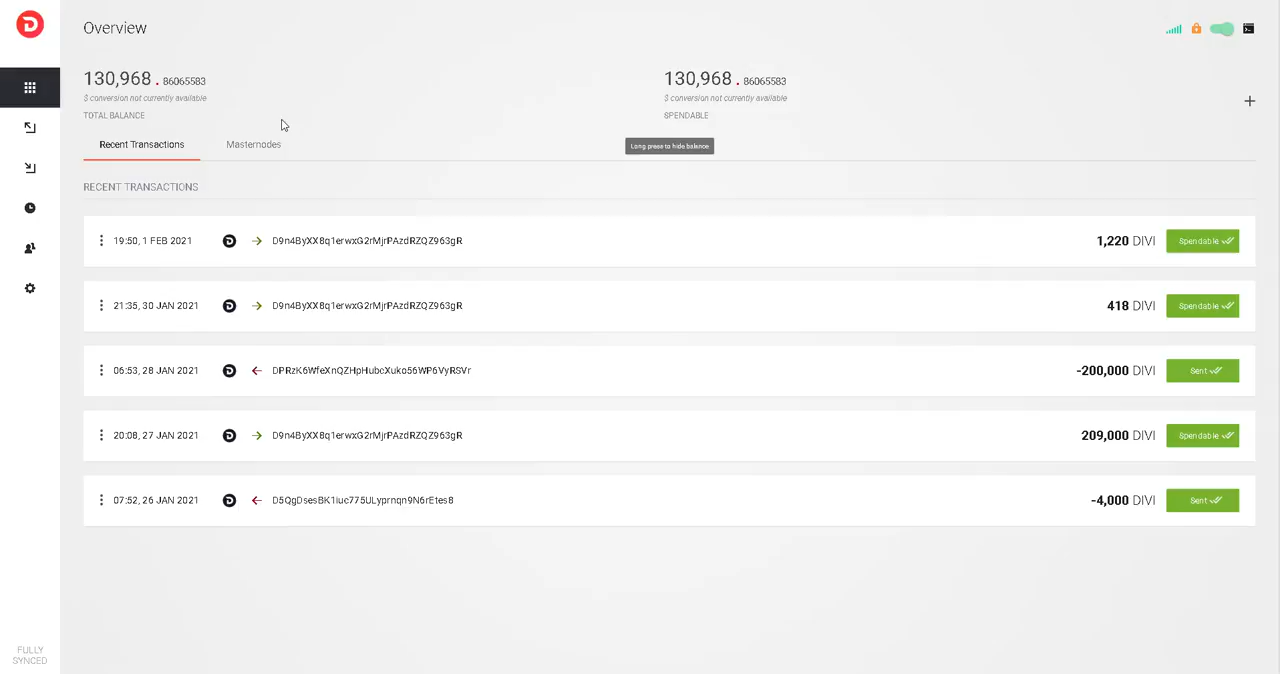 Overview
130,968 . 86065583
$ conversion not currently available
TOTAL BALANCE
130,968 . 86065583
$ conversion not currently available
SPENDABLE
Recent Transactions
Masternodes
Long press to hide balance
RECENT TRANSACTIONS
19:50, 1 FEB 2021 D9n4ByXX8q1erwxG2rMjrPAzdRZQZ963gR 1,220 DIVI Spendable
21:35, 30 JAN 2021 D9n4ByXX8q1erwxG2rMjrPAzdRZQZ963gR 418 DIVI Spendable
06:53, 28 JAN 2021 DPRzK6WfeXnQZHpHubcXuko56WP6VyRSVr -200,000 DIVI Sent
20:08, 27 JAN 2021 D9n4ByXX8q1erwxG2rMjrPAzdRZQZ963gR 209,000 DIVI Spendable
07:52, 26 JAN 2021 D5QgDsesBK1iuc775ULyprnqn9N6rEtes8 -4,000 DIVI Sent
FULLY
SYNCED